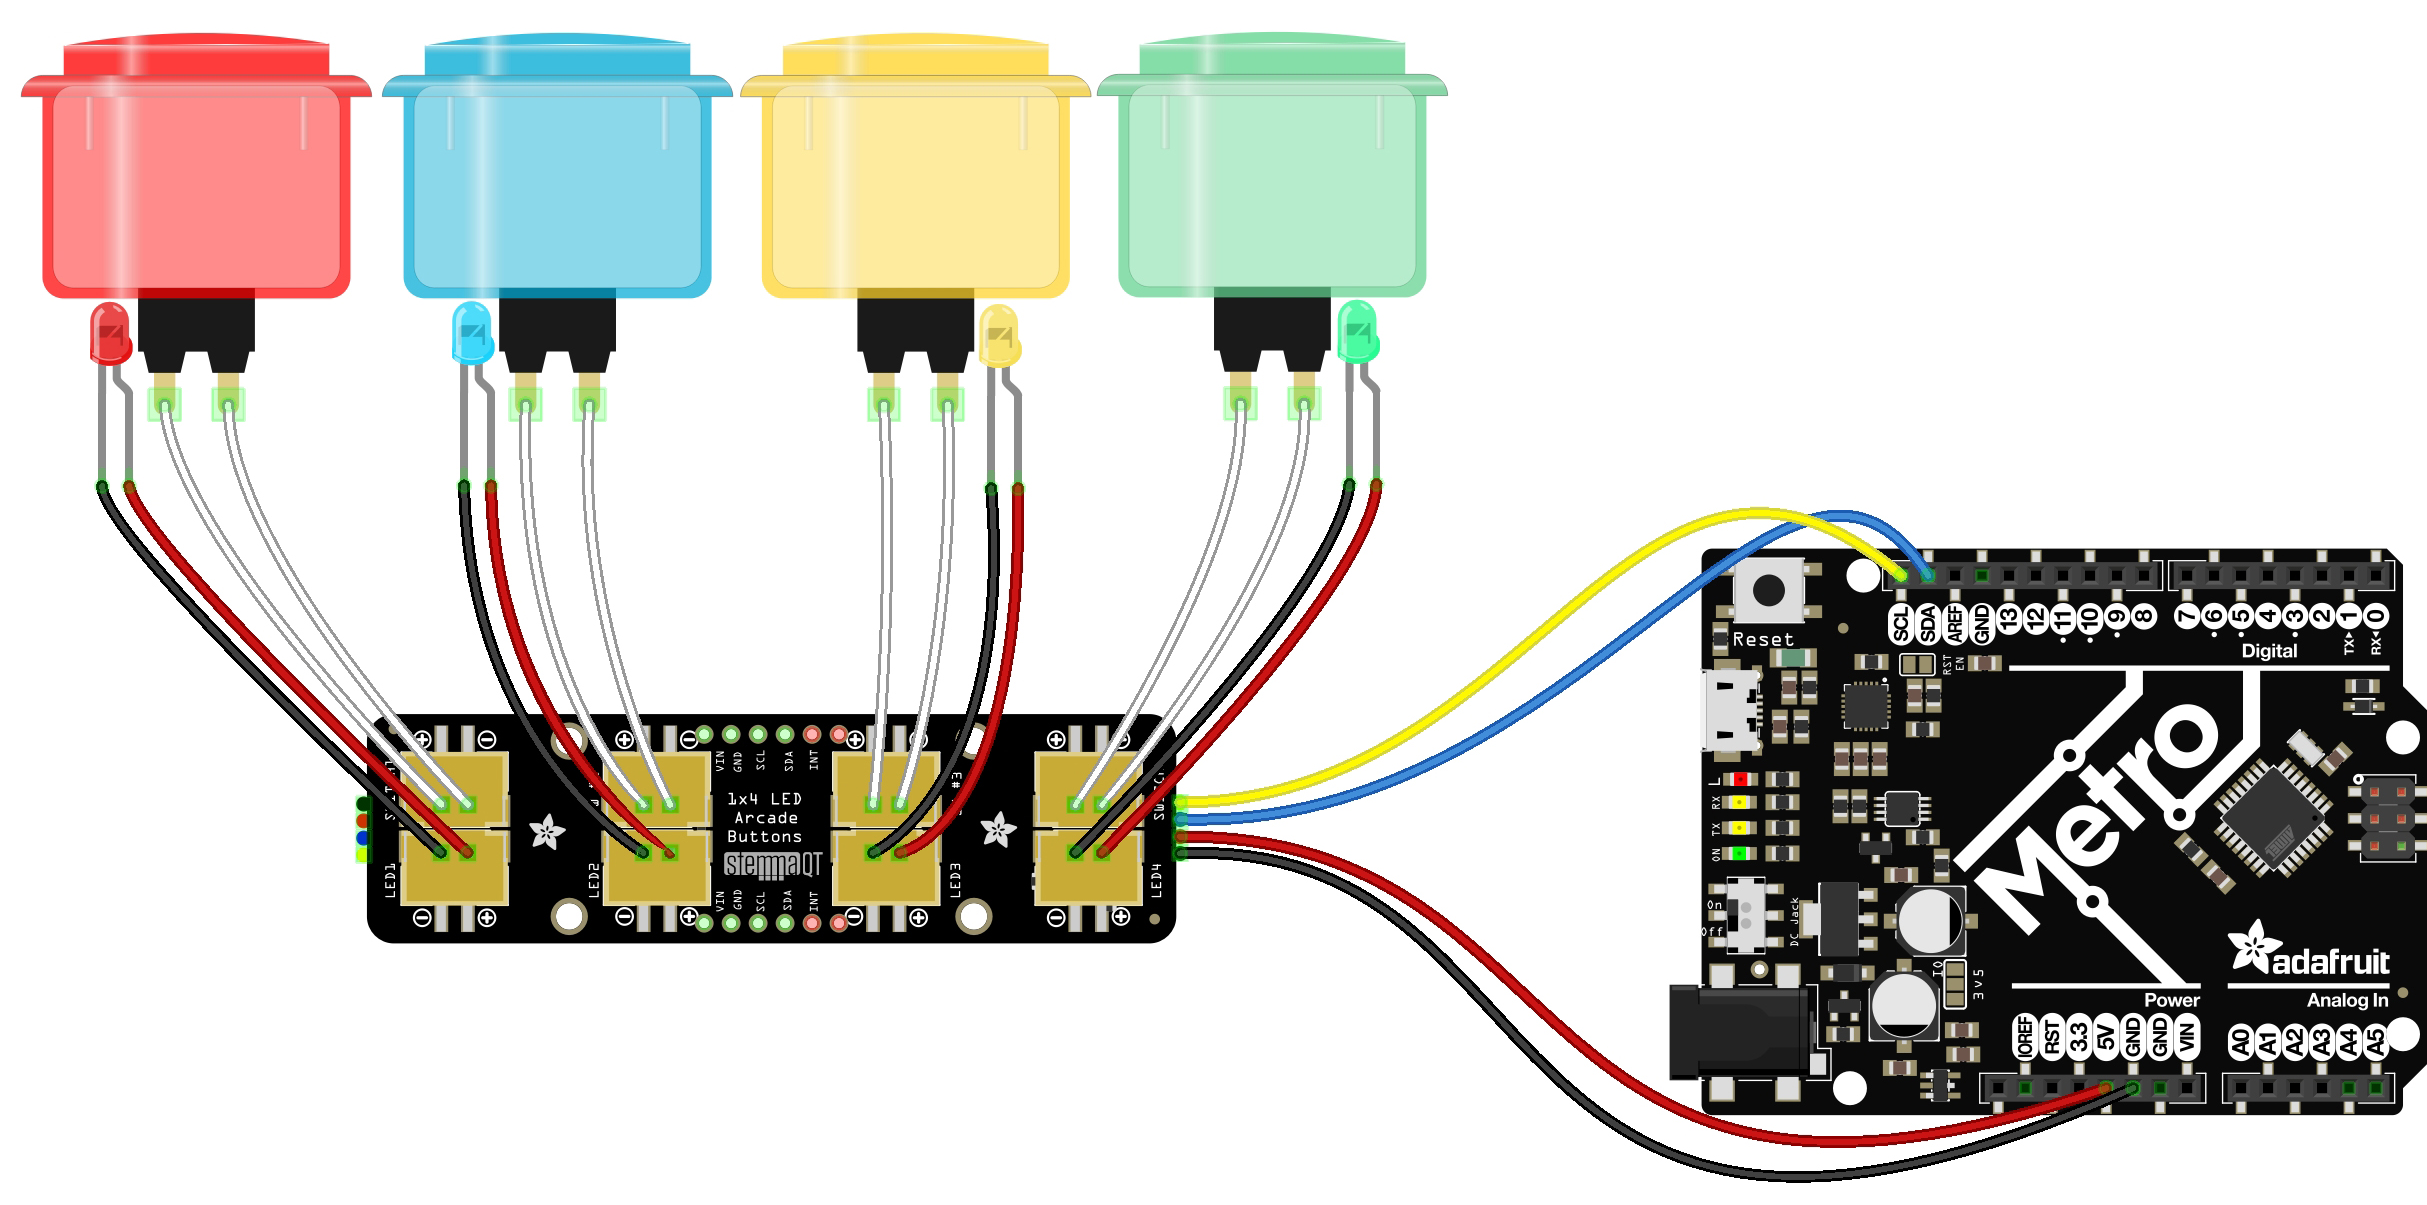 Reset
SCL
SDA
AREF
GND
13
12
11
10
9
8
7
6
5
4
3
2
TX▸1
RX◂0
Digital
RST
EN
L
RX
TX
ON
Metro
On
Off
DC Jack
IO
3v5
adafruit
Power
Analog In
IOREF
RST
3.3
5V
GND
GND
VIN
A0
A1
A2
A3
A4
A5
VIN
GND
SCL
SDA
INT
1x4 LED
Arcade
Buttons
stemma QT
LED1
LED2
LED3
LED4
VIN
GND
SCL
SDA
INT